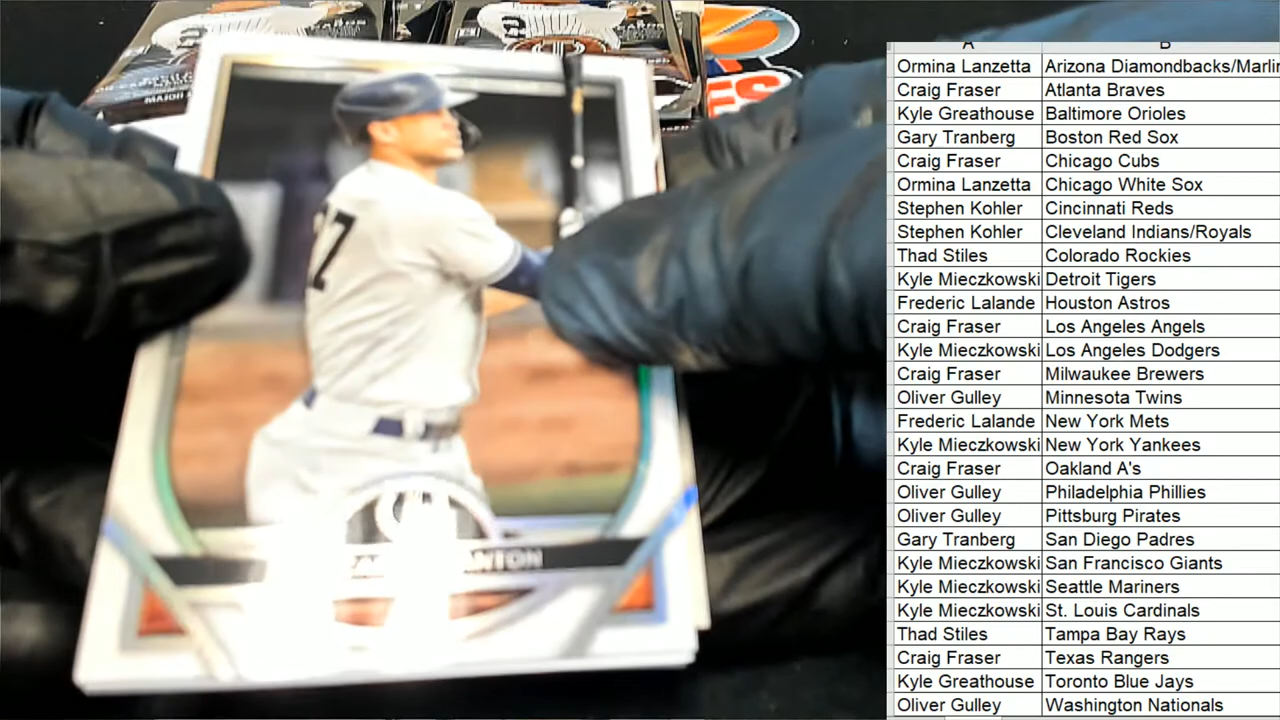 A B
Ormina Lanzetta Arizona Diamondbacks/Marlin
Craig Fraser Atlanta Braves
Kyle Greathouse Baltimore Orioles
Gary Tranberg Boston Red Sox
Craig Fraser Chicago Cubs
Ormina Lanzetta Chicago White Sox
Stephen Kohler Cincinnati Reds
Stephen Kohler Cleveland Indians/Royals
Thad Stiles Colorado Rockies
Kyle Mieczkowski Detroit Tigers
Frederic Lalande Houston Astros
Craig Fraser Los Angeles Angels
Kyle Mieczkowski Los Angeles Dodgers
Craig Fraser Milwaukee Brewers
Oliver Gulley Minnesota Twins
Frederic Lalande New York Mets
Kyle Mieczkowski New York Yankees
Craig Fraser Oakland A's
Oliver Gulley Philadelphia Phillies
Oliver Gulley Pittsburg Pirates
Gary Tranberg San Diego Padres
Kyle Mieczkowski San Francisco Giants
Kyle Mieczkowski Seattle Mariners
Kyle Mieczkowski St. Louis Cardinals
Thad Stiles Tampa Bay Rays
Craig Fraser Texas Rangers
Kyle Greathouse Toronto Blue Jays
Oliver Gulley Washington Nationals